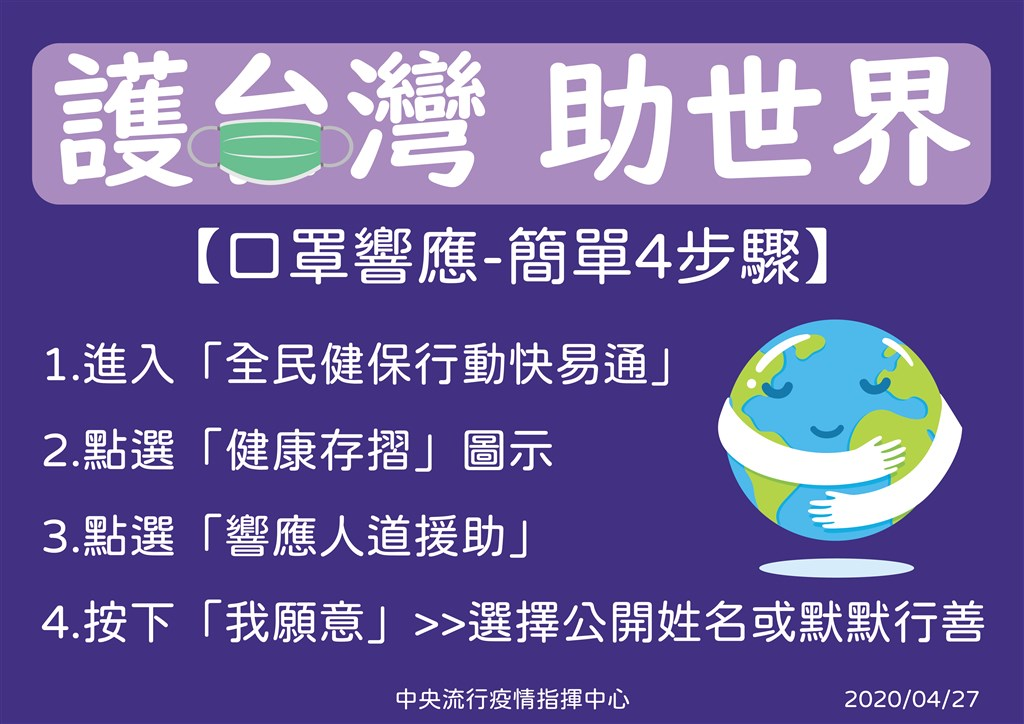 護台灣 助世界
【口罩響應-簡單4步驟】
1.進入「全民健保行動快易通」
2.點選「健康存摺」圖示
3.點選「響應人道援助」
4.按下「我願意」>>選擇公開姓名或默默行善
中央流行疫情指揮中心
2020/04/27